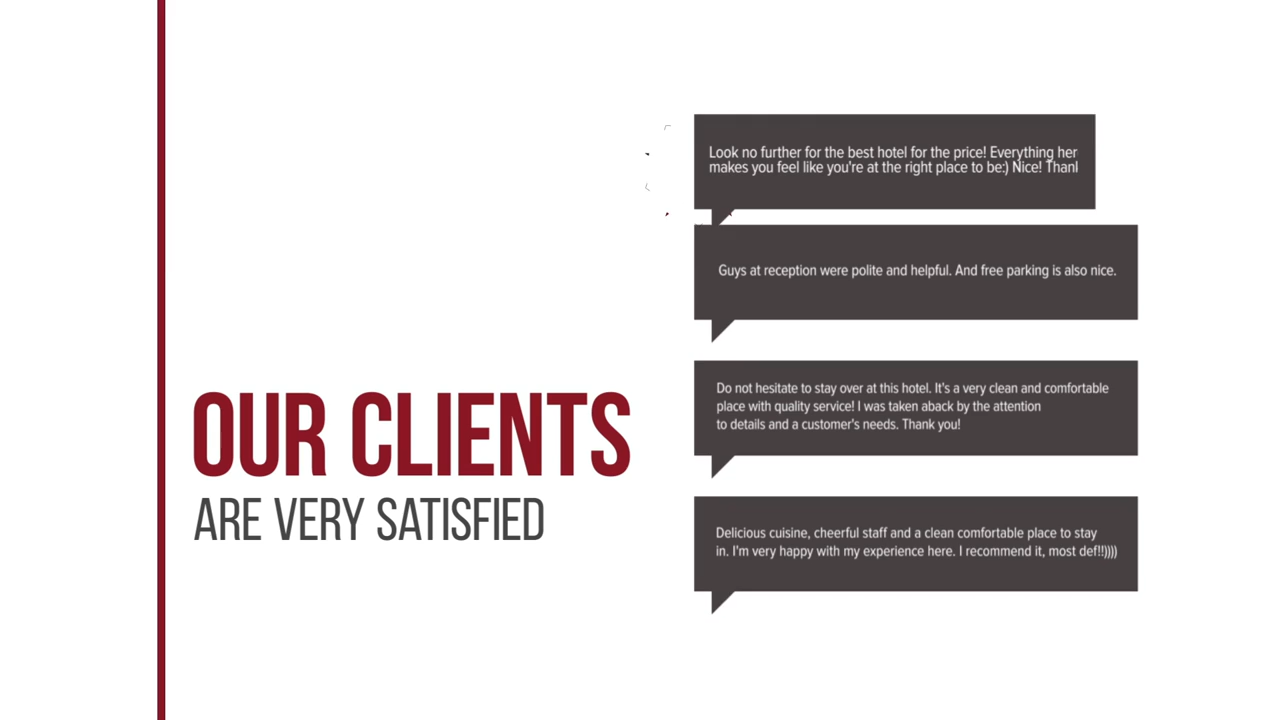 OUR CLIENTS
ARE VERY SATISFIED
Look no further for the best hotel for the price! Everything her
makes you feel like you're at the right place to be:) Nice! Thanl
Guys at reception were polite and helpful. And free parking is also nice.
Do not hesitate to stay over at this hotel. It's a very clean and comfortable
place with quality service! I was taken aback by the attention
to details and a customer's needs. Thank you!
Delicious cuisine, cheerful staff and a clean comfortable place to stay
in. I'm very happy with my experience here. I recommend it, most def!!))))